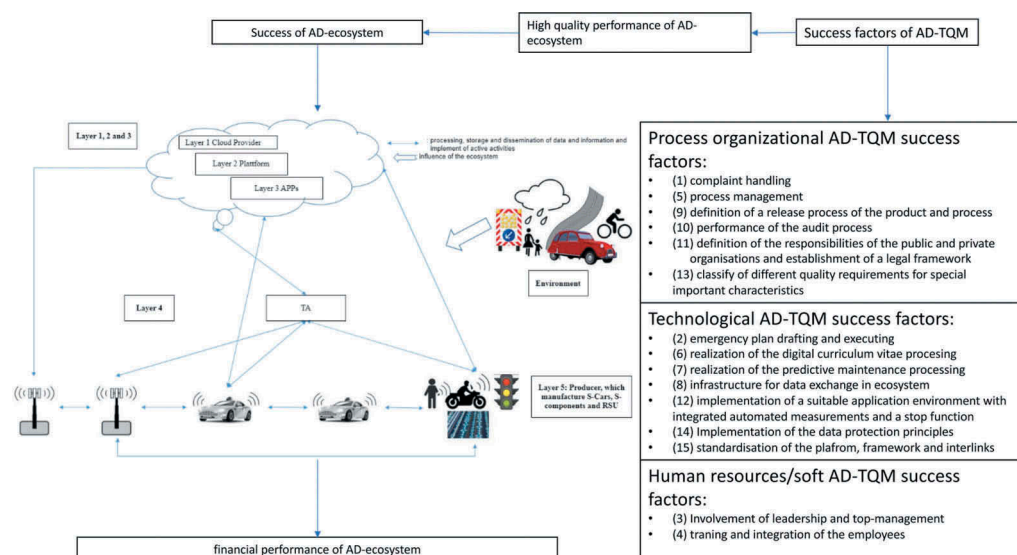 Success of AD-ecosystem
High quality performance of AD-
ecosystem
Success factors of AD-TQM
Layer 1, 2 and 3
Layer 1 Cloud Provider
Layer 2 Plattform
Layer 3 APPs
: processing, storage and dissemination of data and information and
implement of active activities
influence of the ecosystem
Environment
Layer 4
TA
Layer 5: Producer, which
manufacture S-Cars, S-
components and RSU
financial performance of AD-ecosystem
Process organizational AD-TQM success
factors:
• (1) complaint handling
• (5) process management
• (9) definition of a release process of the product and process
• (10) performance of the audit process
• (11) definition of the responsibilities of the public and private
organisations and establishment of a legal framework
• (13) classify of different quality requirements for special
important characteristics
Technological AD-TQM success factors:
• (2) emergency plan drafting and executing
• (6) realization of the digital curriculum vitae procesing
• (7) realization of the predictive maintenance processing
• (8) infrastructure for data exchange in ecosystem
• (12) implementation of a suitable application environment with
integrated automated measurements and a stop function
• (14) Implementation of the data protection principles
• (15) standardisation of the plafrom, framework and interlinks
Human resources/soft AD-TQM success
factors:
• (3) Involvement of leadership and top-management
• (4) traning and integration of the employees